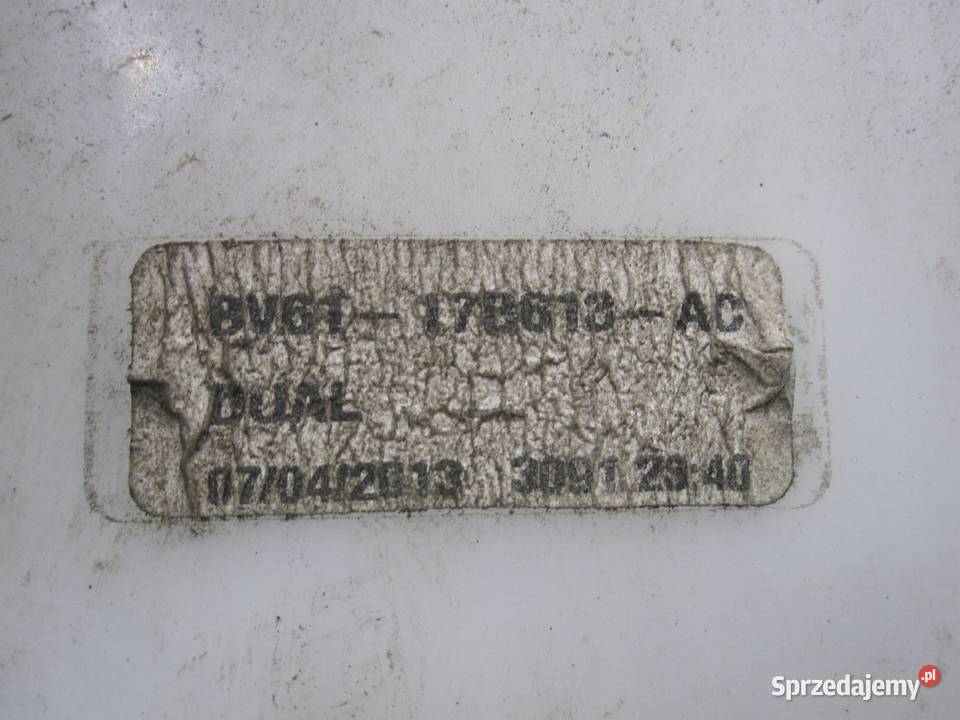 BV61-17B613-AC
DUAL
07/04/2013 3091 23:40
Sprzedajemy.pl